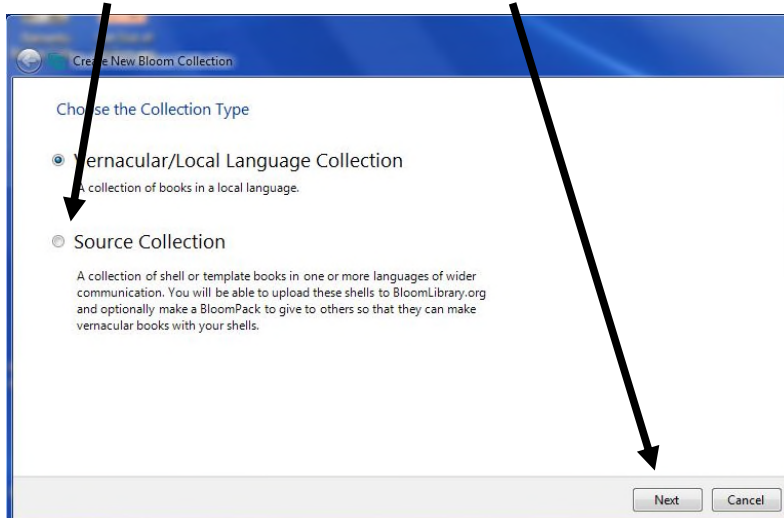 Create New Bloom Collection
Choose the Collection Type
Vernacular/Local Language Collection
A collection of books in a local language.
Source Collection
A collection of shell or template books in one or more languages of wider
communication. You will be able to upload these shells to BloomLibrary.org
and optionally make a BloomPack to give to others so that they can make
vernacular books with your shells.
Next Cancel